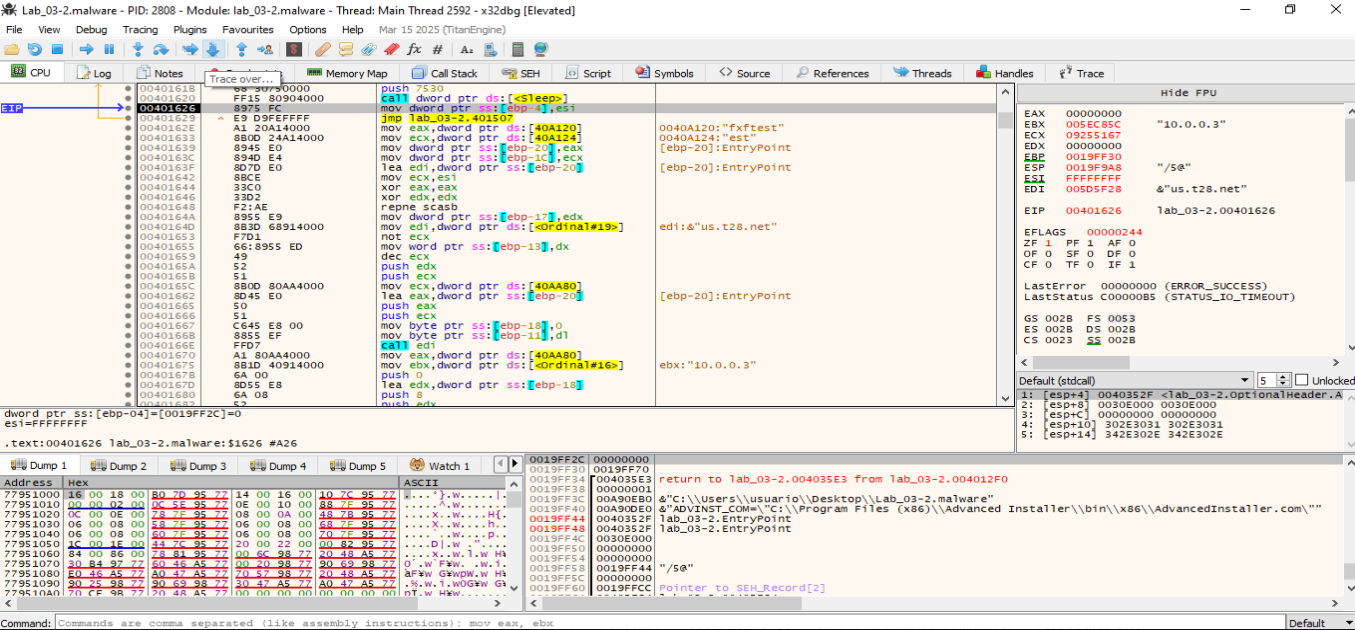 Lab_03-2.malware - PID: 2808 - Module: lab_03-2.malware - Thread: Main Thread 2592 - x32dbg [Elevated]
File View Debug Tracing Plugins Favourites Options Help Mar 15 2025 (TitanEngine)
CPU Log Notes Memory Map Call Stack SEH Script Symbols Source References Threads Handles Trace
Trace over...
EIP
0040161B 68 30750000 push 7530
00401620 FF15 80904000 call dword ptr ds:[<Sleep>]
00401626 8975 FC mov dword ptr ss:[ebp-4],esi
00401629 E9 D9FEFFFF jmp lab_03-2.401507
0040162E A1 20A14000 mov eax,dword ptr ds:[40A120] 0040A120:"fxftest"
00401633 8B0D 24A14000 mov ecx,dword ptr ds:[40A124] 0040A124:"est"
00401639 8945 E0 mov dword ptr ss:[ebp-20],eax [ebp-20]:EntryPoint
0040163C 894D E4 mov dword ptr ss:[ebp-1C],ecx
0040163F 8D7D E0 lea edi,dword ptr ss:[ebp-20] [ebp-20]:EntryPoint
00401642 8BCE mov ecx,esi
00401644 33C0 xor eax,eax
00401646 33D2 xor edx,edx
00401648 F2:AE repne scasb
0040164A 8955 E9 mov dword ptr ss:[ebp-17],edx
0040164D 8B3D 68914000 mov edi,dword ptr ds:[<Ordinal#19>] edi:&"us.t28.net"
00401653 F7D1 not ecx
00401655 66:8955 ED mov word ptr ss:[ebp-13],dx
00401659 49 dec ecx
0040165A 52 push edx
0040165B 51 push ecx
0040165C 8B0D 80AA4000 mov ecx,dword ptr ds:[40AA80]
00401662 8D45 E0 lea eax,dword ptr ss:[ebp-20] [ebp-20]:EntryPoint
00401665 50 push eax
00401666 51 push ecx
00401667 C645 E8 00 mov byte ptr ss:[ebp-18],0
0040166B 8855 EF mov byte ptr ss:[ebp-11],dl
0040166E FFD7 call edi
00401670 A1 80AA4000 mov eax,dword ptr ds:[40AA80]
00401675 8B1D 40914000 mov ebx,dword ptr ds:[<Ordinal#16>] ebx:"10.0.0.3"
0040167B 6A 00 push 0
0040167D 8D55 E8 lea edx,dword ptr ss:[ebp-18]
00401680 6A 08 push 8
00401682 52 push edx
Hide FPU
EAX 00000000
EBX 005EC85C "10.0.0.3"
ECX 09255167
EDX 00000000
EBP 0019FF30
ESP 0019F9A8 "/5@"
ESI FFFFFFFF
EDI 005D5F28 &"us.t28.net"
EIP 00401626 lab_03-2.00401626
EFLAGS 00000244
ZF 1 PF 1 AF 0
OF 0 SF 0 DF 0
CF 0 TF 0 IF 1
LastError 00000000 (ERROR_SUCCESS)
LastStatus C00000B5 (STATUS_IO_TIMEOUT)
GS 002B FS 0053
ES 002B DS 002B
CS 0023 SS 002B
Default (stdcall) 5 Unlocked
1: [esp+4] 0040352F <lab_03-2.OptionalHeader.A
2: [esp+8] 0030E000 0030E000
3: [esp+C] 00000000 00000000
4: [esp+10] 302E3031 302E3031
5: [esp+14] 342E302E 342E302E
dword ptr ss:[ebp-04]=[0019FF2C]=0
esi=FFFFFFFF
.text:00401626 lab_03-2.malware:$1626 #A26
Dump 1 Dump 2 Dump 3 Dump 4 Dump 5 Watch 1
Address Hex ASCII
77951000 16 00 18 00 B0 7D 95 77 14 00 16 00 10 7C 95 77
77951010 00 00 02 00 0C 5E 95 77 0E 00 10 00 88 7F 95 77
77951020 0C 00 0E 00 78 7F 95 77 08 00 0A 00 48 7B 95 77
77951030 06 00 08 00 58 7F 95 77 06 00 08 00 68 7F 95 77
77951040 06 00 08 00 60 7F 95 77 06 00 08 00 70 7F 95 77
77951050 1C 00 1E 00 44 7C 95 77 20 00 22 00 00 82 95 77
77951060 84 00 86 00 78 81 95 77 00 6C 98 77 20 48 A5 77
77951070 30 B4 97 77 60 46 A5 77 00 20 98 77 90 69 98 77
77951080 E0 46 A5 77 A0 47 A5 77 70 57 98 77 20 48 A5 77
77951090 90 25 98 77 90 69 98 77 30 47 A5 77 A0 47 A5 77
779510A0 70 CF 9B 77 20 48 A5 77 00 00 00 00 00 00 00 00
0019FF2C 00000000
0019FF30 0019FF70
0019FF34 004035E3 return to lab_03-2.004035E3 from lab_03-2.004012F0
0019FF38 00000001
0019FF3C 00A90EB0 &"C:\\Users\\usuario\\Desktop\\Lab_03-2.malware"
0019FF40 00A90DE0 &"ADVINST_COM=\"C:\\Program Files (x86)\\Advanced Installer\\bin\\x86\\AdvancedInstaller.com\""
0019FF44 0040352F lab_03-2.EntryPoint
0019FF48 0040352F lab_03-2.EntryPoint
0019FF4C 0030E000
0019FF50 00000000
0019FF54 00000000
0019FF58 0019FF44 "/5@"
0019FF5C 00000000
0019FF60 0019FFCC Pointer to SEH_Record[2]
Command: Commands are comma separated (like assembly instructions): mov eax, ebx Default